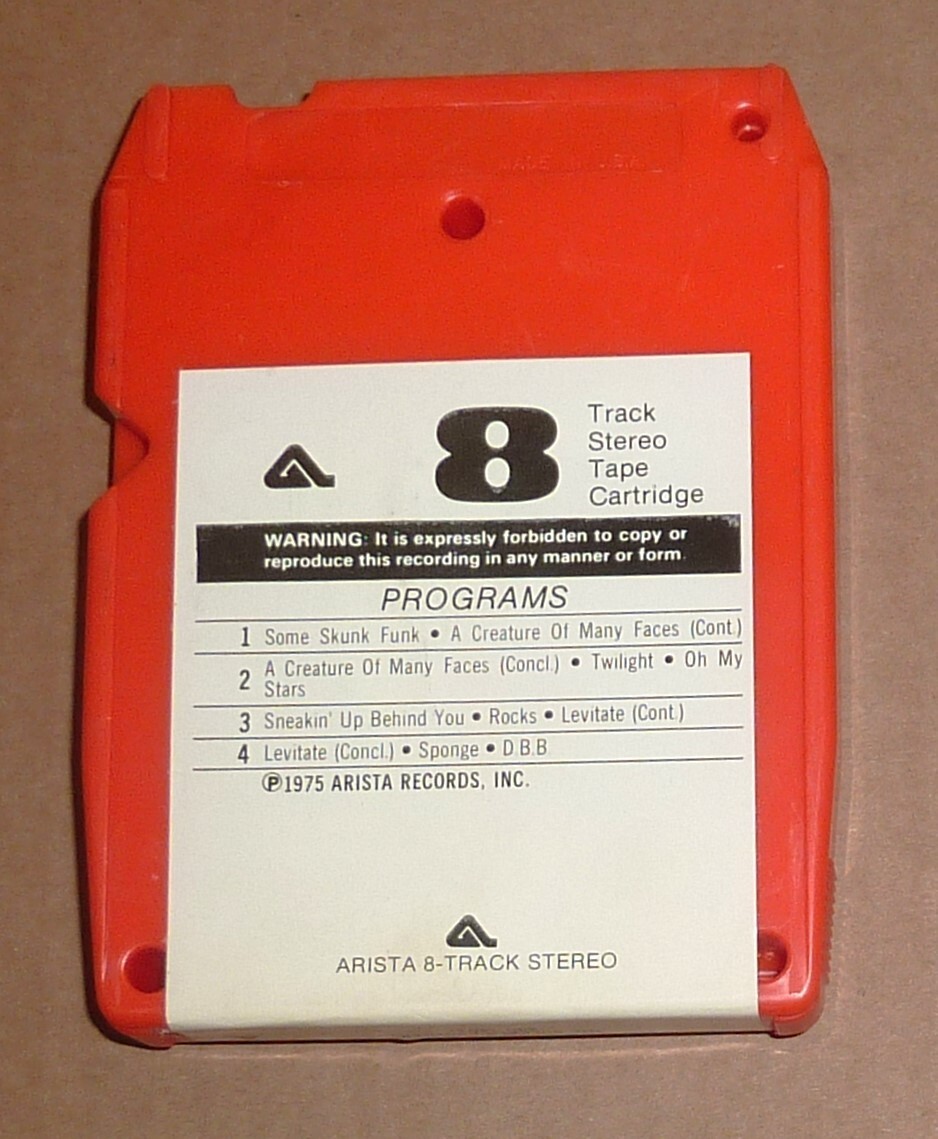 MADE IN U.S.A.
8
Track
Stereo
Tape
Cartridge
WARNING: It is expressly forbidden to copy or
reproduce this recording in any manner or form.
PROGRAMS
1 Some Skunk Funk • A Creature Of Many Faces (Cont.)
2 A Creature Of Many Faces (Concl.) • Twilight • Oh My
Stars
3 Sneakin' Up Behind You • Rocks • Levitate (Cont.)
4 Levitate (Concl.) • Sponge • D.B.B
℗1975 ARISTA RECORDS, INC.
ARISTA 8-TRACK STEREO